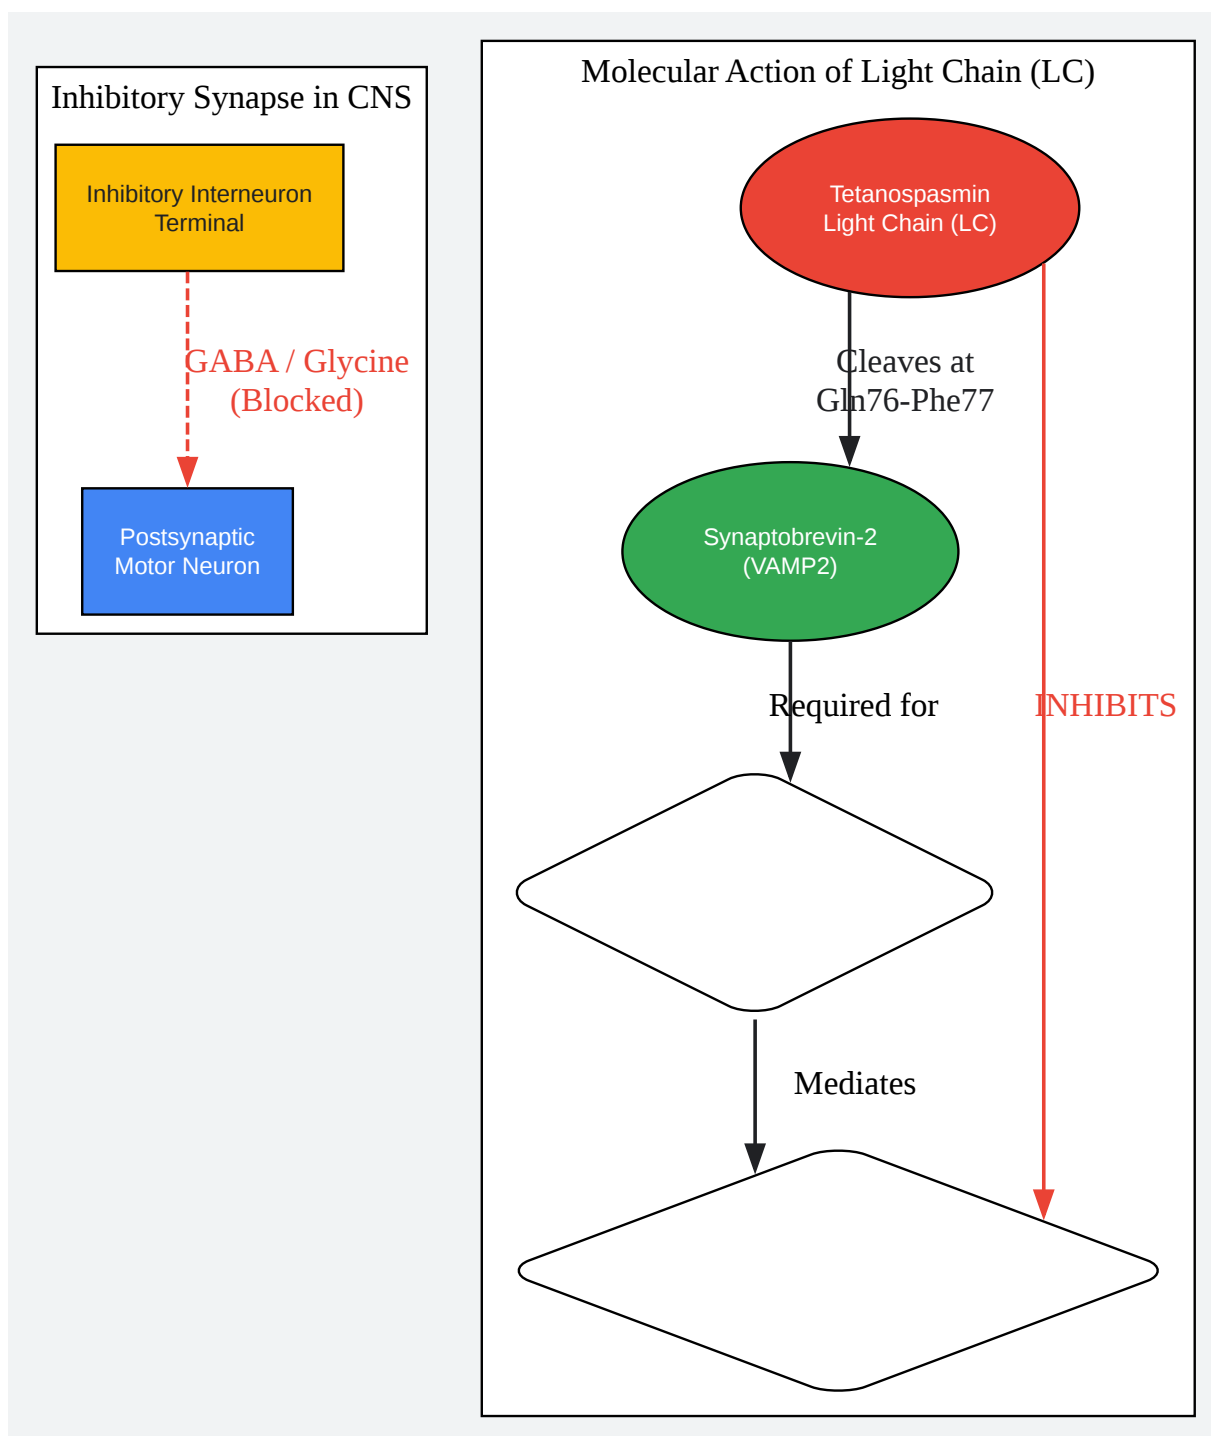 Inhibitory Synapse in CNS
Inhibitory Interneuron
Terminal
GABA / Glycine
(Blocked)
Postsynaptic
Motor Neuron
Molecular Action of Light Chain (LC)
Tetanospasmin
Light Chain (LC)
Cleaves at
Gln76-Phe77
Synaptobrevin-2
(VAMP2)
Required for
INHIBITS
Mediates